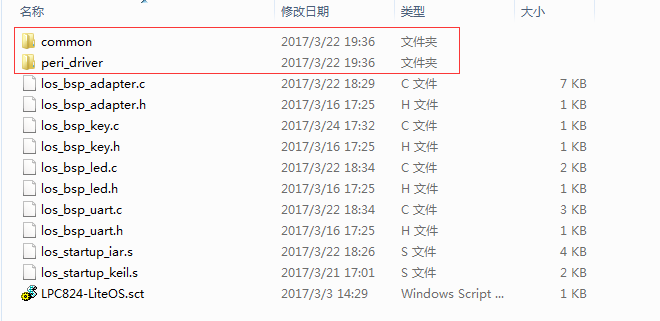 名称 修改日期 类型 大小
common 2017/3/22 19:36 文件夹
peri_driver 2017/3/22 19:36 文件夹
los_bsp_adapter.c 2017/3/22 18:29 C 文件 7 KB
los_bsp_adapter.h 2017/3/16 17:25 H 文件 1 KB
los_bsp_key.c 2017/3/24 17:32 C 文件 1 KB
los_bsp_key.h 2017/3/16 17:25 H 文件 1 KB
los_bsp_led.c 2017/3/22 18:34 C 文件 2 KB
los_bsp_led.h 2017/3/16 17:25 H 文件 1 KB
los_bsp_uart.c 2017/3/22 18:34 C 文件 3 KB
los_bsp_uart.h 2017/3/16 17:25 H 文件 1 KB
los_startup_iar.s 2017/3/22 18:26 S 文件 4 KB
los_startup_keil.s 2017/3/21 17:01 S 文件 2 KB
LPC824-LiteOS.sct 2017/3/3 14:29 Windows Script ... 1 KB